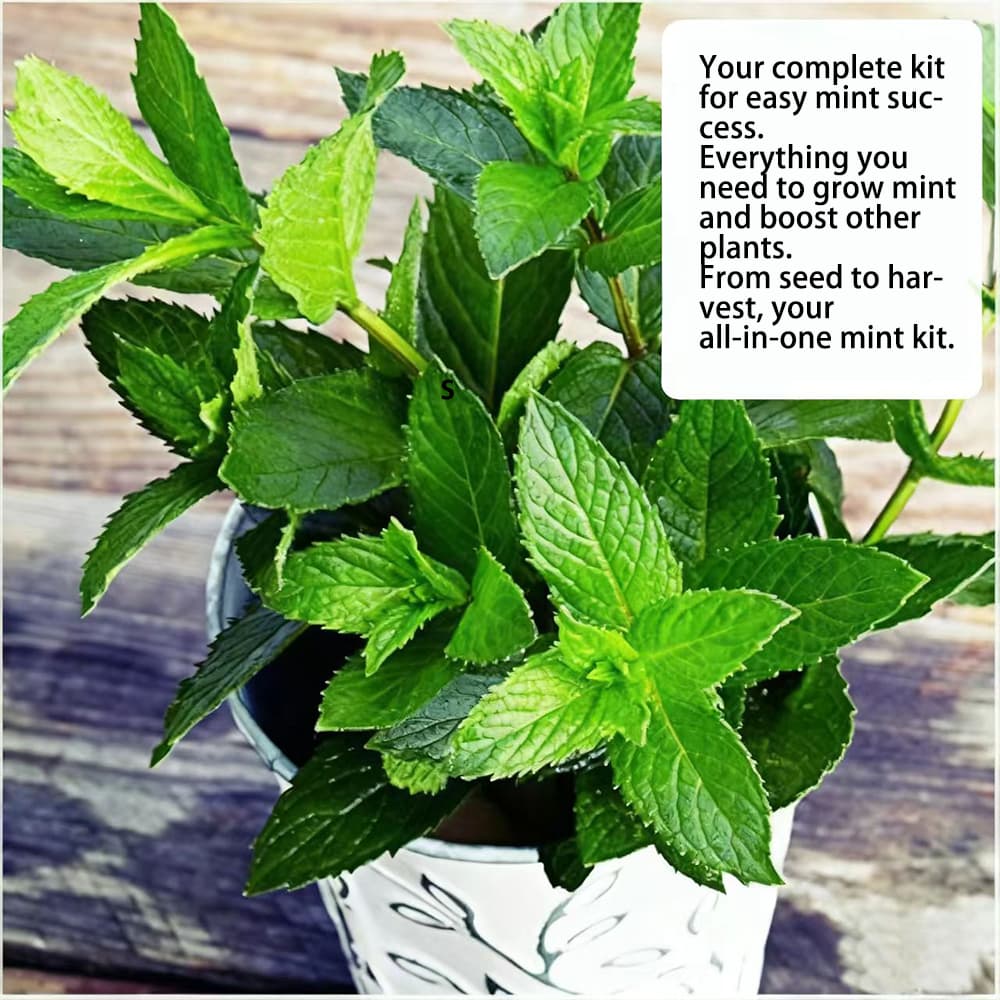 Your complete kit
for easy mint suc-
cess.
Everything you
need to grow mint
and boost other
plants.
From seed to har-
vest, your
all-in-one mint kit.
S